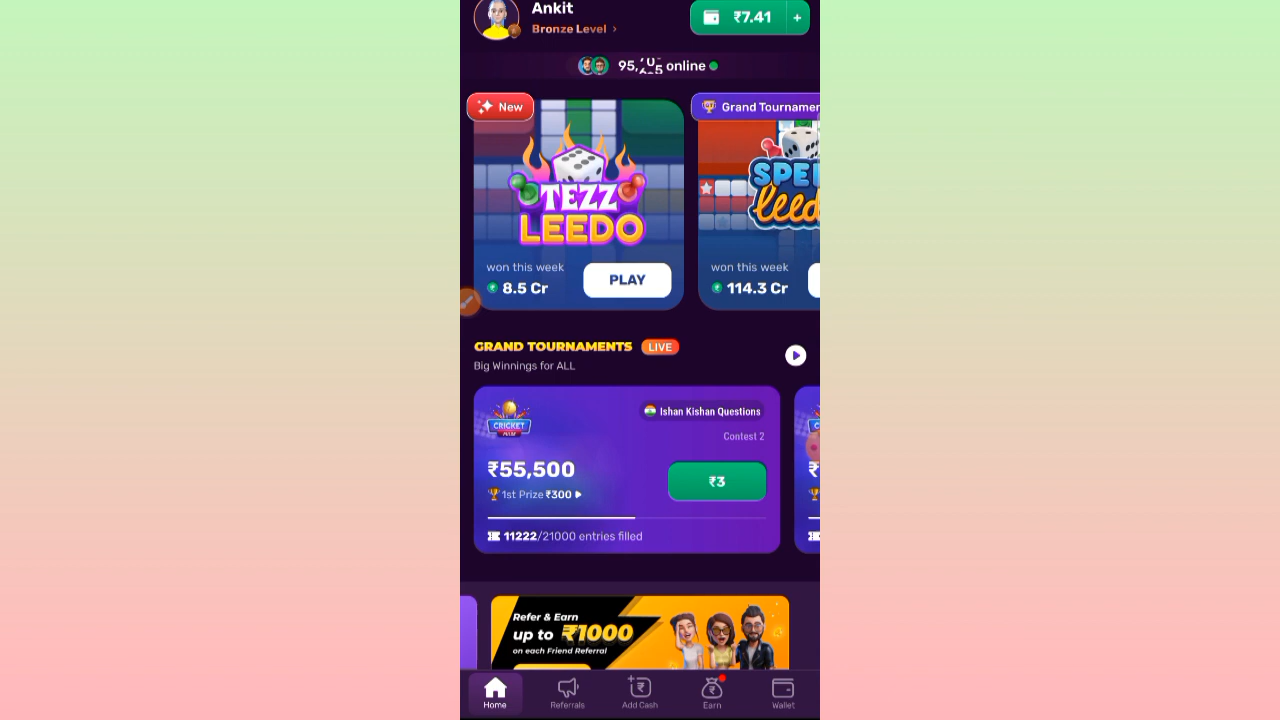 Ankit
Bronze Level >
₹7.41 +
95, online
New
Grand Tournamen
TEZZ
LEEDO
SPE
leed
won this week
8.5 Cr
PLAY
won this week
114.3 Cr
GRAND TOURNAMENTS LIVE
Big Winnings for ALL
CRICKET
Ishan Kishan Questions
Contest 2
₹55,500
₹3
1st Prize ₹300
11222/21000 entries filled
Refer & Earn
up to ₹1000
on each Friend Referral
Home
Referrals
Add Cash
Earn
Wallet